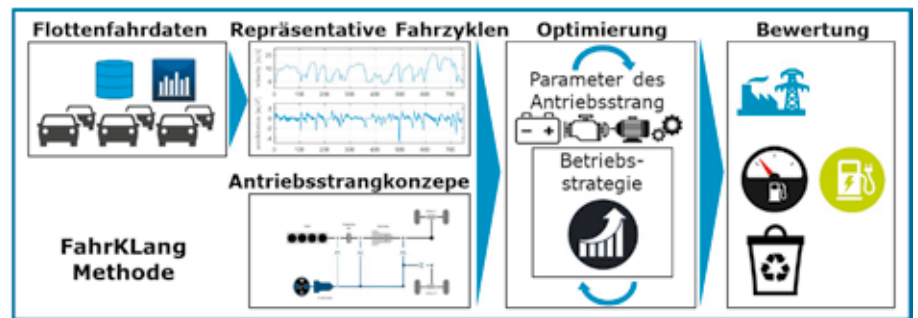 Flottenfahrdaten
Repräsentative Fahrzyklen
Optimierung
Bewertung
Parameter des
Antriebsstrang
Betriebs-
strategie
Antriebsstrangkonzepe
FahrKLang
Methode